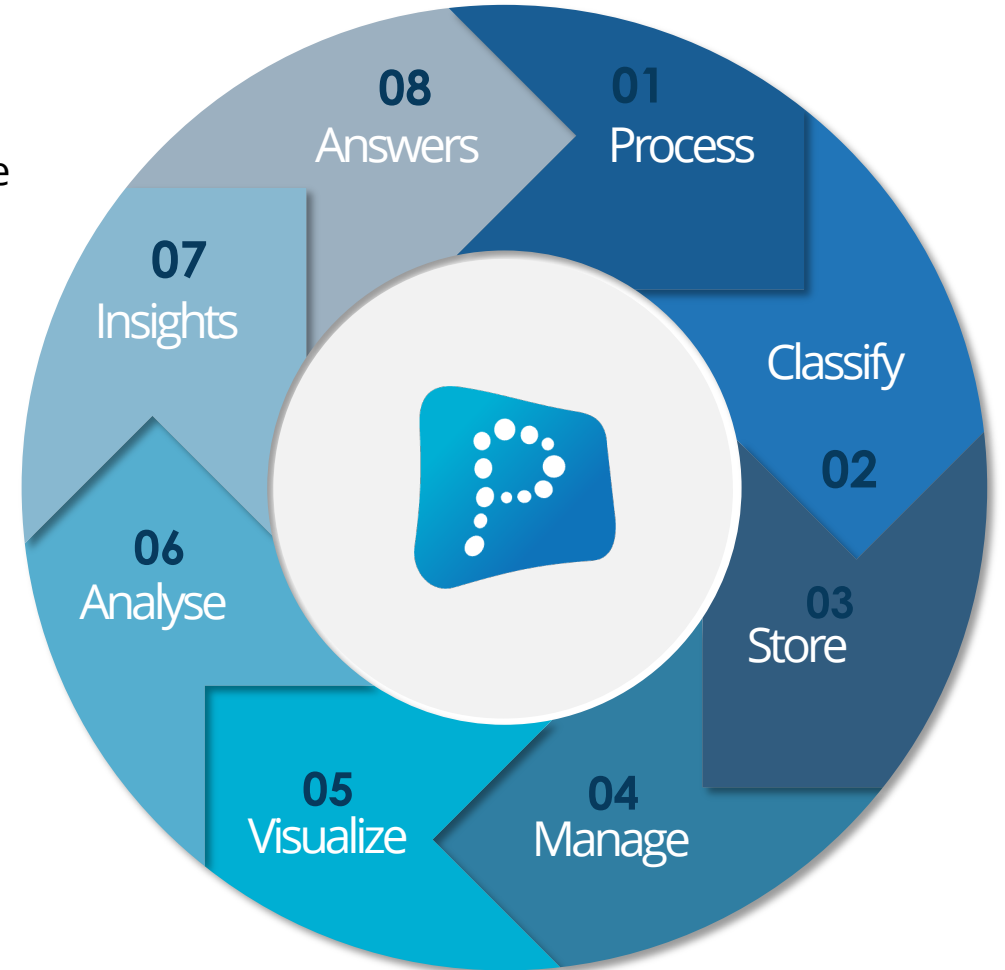 e
01
Process
Classify
02
03
Store
04
Manage
05
Visualize
06
Analyse
07
Insights
08
Answers
P